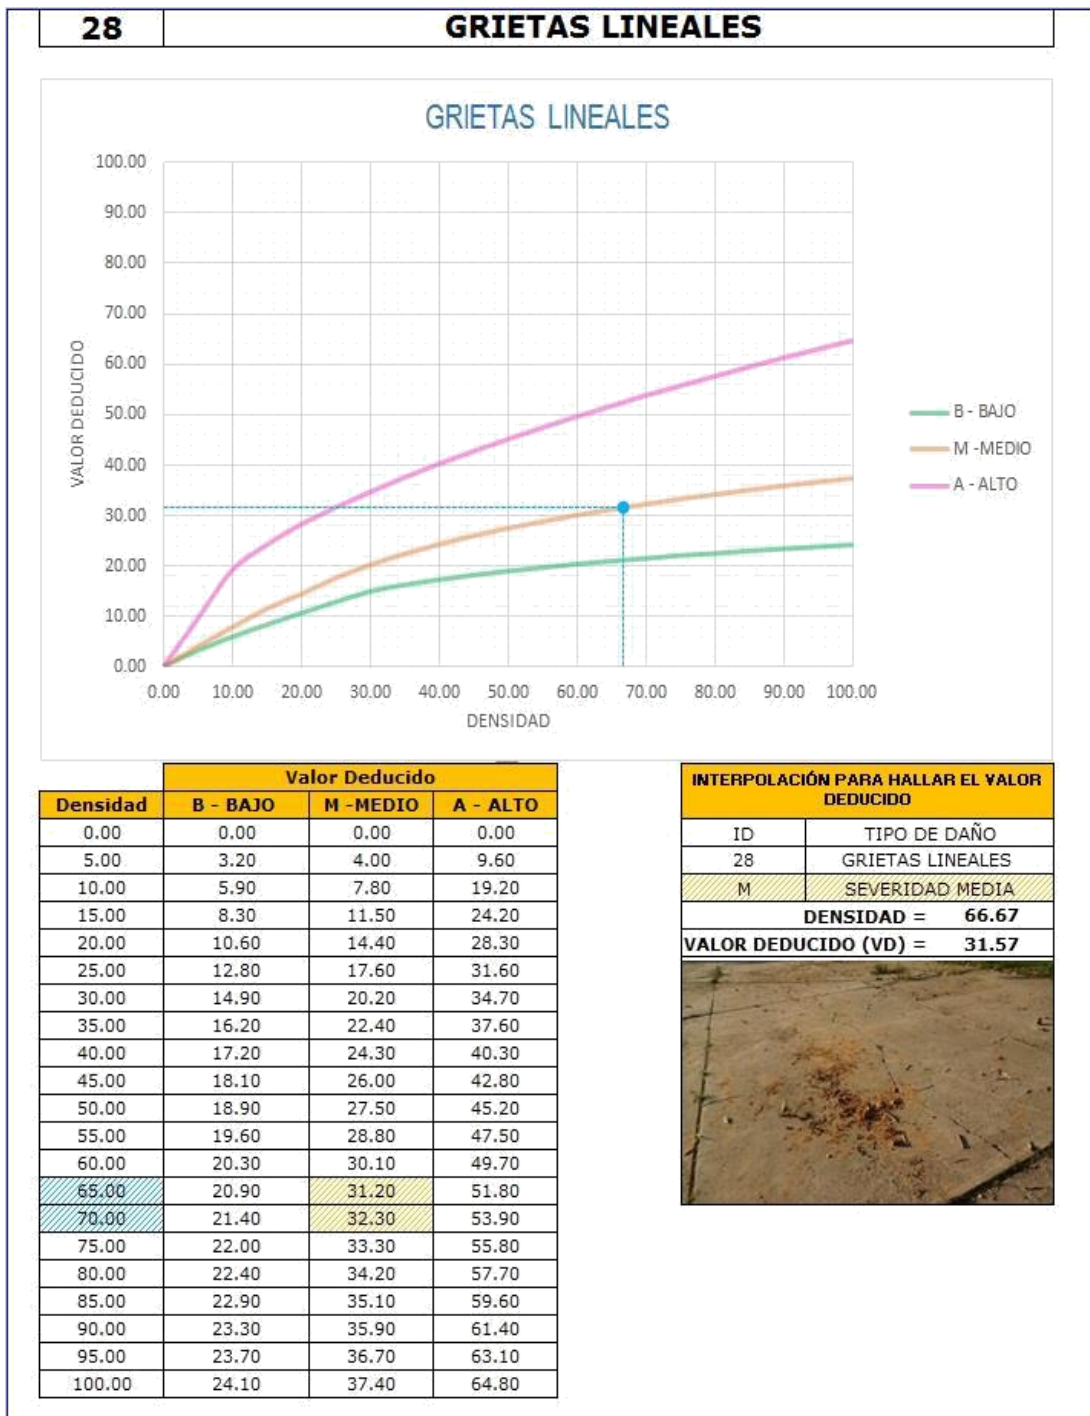 28 GRIETAS LINEALES
GRIETAS LINEALES
100.00
90.00
80.00
70.00
60.00
50.00
40.00
30.00
20.00
10.00
0.00
VALOR DEDUCIDO
0.00 10.00 20.00 30.00 40.00 50.00 60.00 70.00 80.00 90.00 100.00
DENSIDAD
B - BAJO
M -MEDIO
A - ALTO
Valor Deducido
Densidad B - BAJO M -MEDIO A - ALTO
0.00 0.00 0.00 0.00
5.00 3.20 4.00 9.60
10.00 5.90 7.80 19.20
15.00 8.30 11.50 24.20
20.00 10.60 14.40 28.30
25.00 12.80 17.60 31.60
30.00 14.90 20.20 34.70
35.00 16.20 22.40 37.60
40.00 17.20 24.30 40.30
45.00 18.10 26.00 42.80
50.00 18.90 27.50 45.20
55.00 19.60 28.80 47.50
60.00 20.30 30.10 49.70
65.00 20.90 31.20 51.80
70.00 21.40 32.30 53.90
75.00 22.00 33.30 55.80
80.00 22.40 34.20 57.70
85.00 22.90 35.10 59.60
90.00 23.30 35.90 61.40
95.00 23.70 36.70 63.10
100.00 24.10 37.40 64.80
INTERPOLACIÓN PARA HALLAR EL VALOR
DEDUCIDO
ID TIPO DE DAÑO
28 GRIETAS LINEALES
M SEVERIDAD MEDIA
DENSIDAD = 66.67
VALOR DEDUCIDO (VD) = 31.57